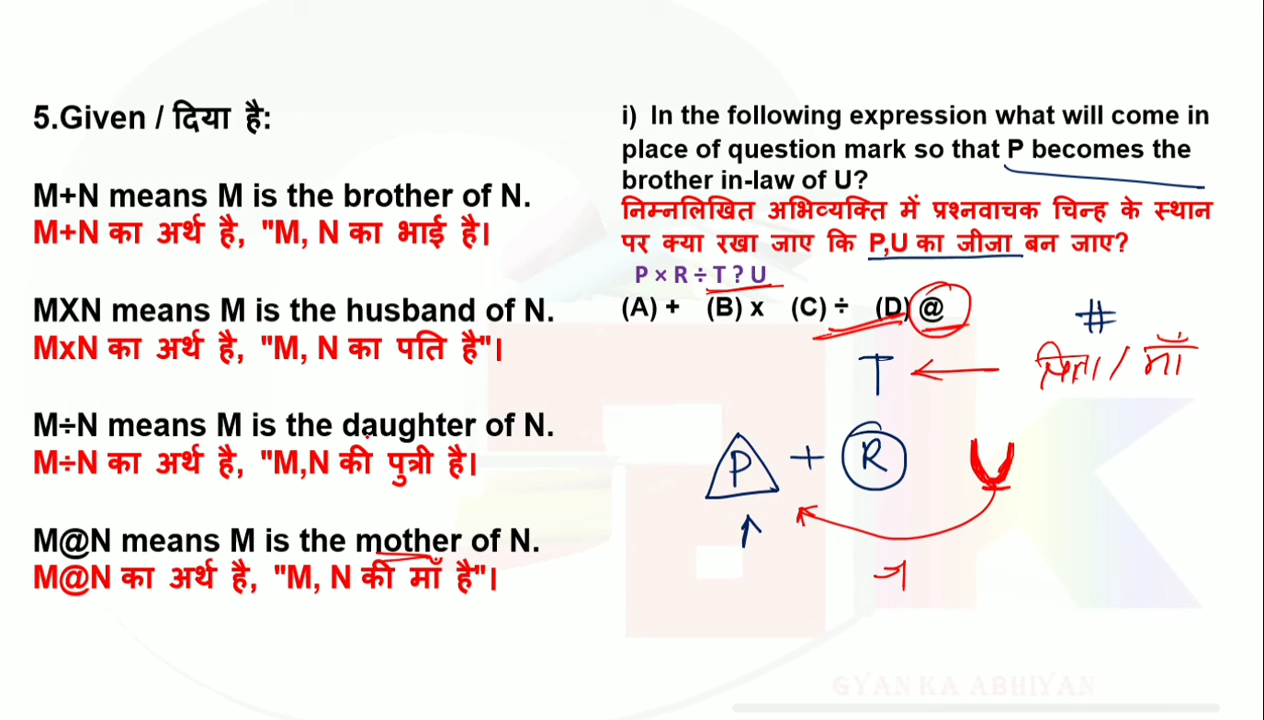 5.Given / दिया है:
M+N means M is the brother of N.
M+N का अर्थ है, "M, N का भाई है।
MXN means M is the husband of N.
MxN का अर्थ है, "M, N का पति है"।
M÷N means M is the daughter of N.
M÷N का अर्थ है, "M,N की पुत्री है।
M@N means M is the mother of N.
M@N का अर्थ है, "M, N की माँ है"।
i) In the following expression what will come in
place of question mark so that P becomes the
brother in-law of U?
निम्नलिखित अभिव्यक्ति में प्रश्नवाचक चिन्ह के स्थान
पर क्या रखा जाए कि P,U का जीजा बन जाए?
P × R ÷ T ? U
(A) + (B) x (C) ÷ (D) @
#
T
पिता / माँ
P + R U
GYAN KA ABHIYAN